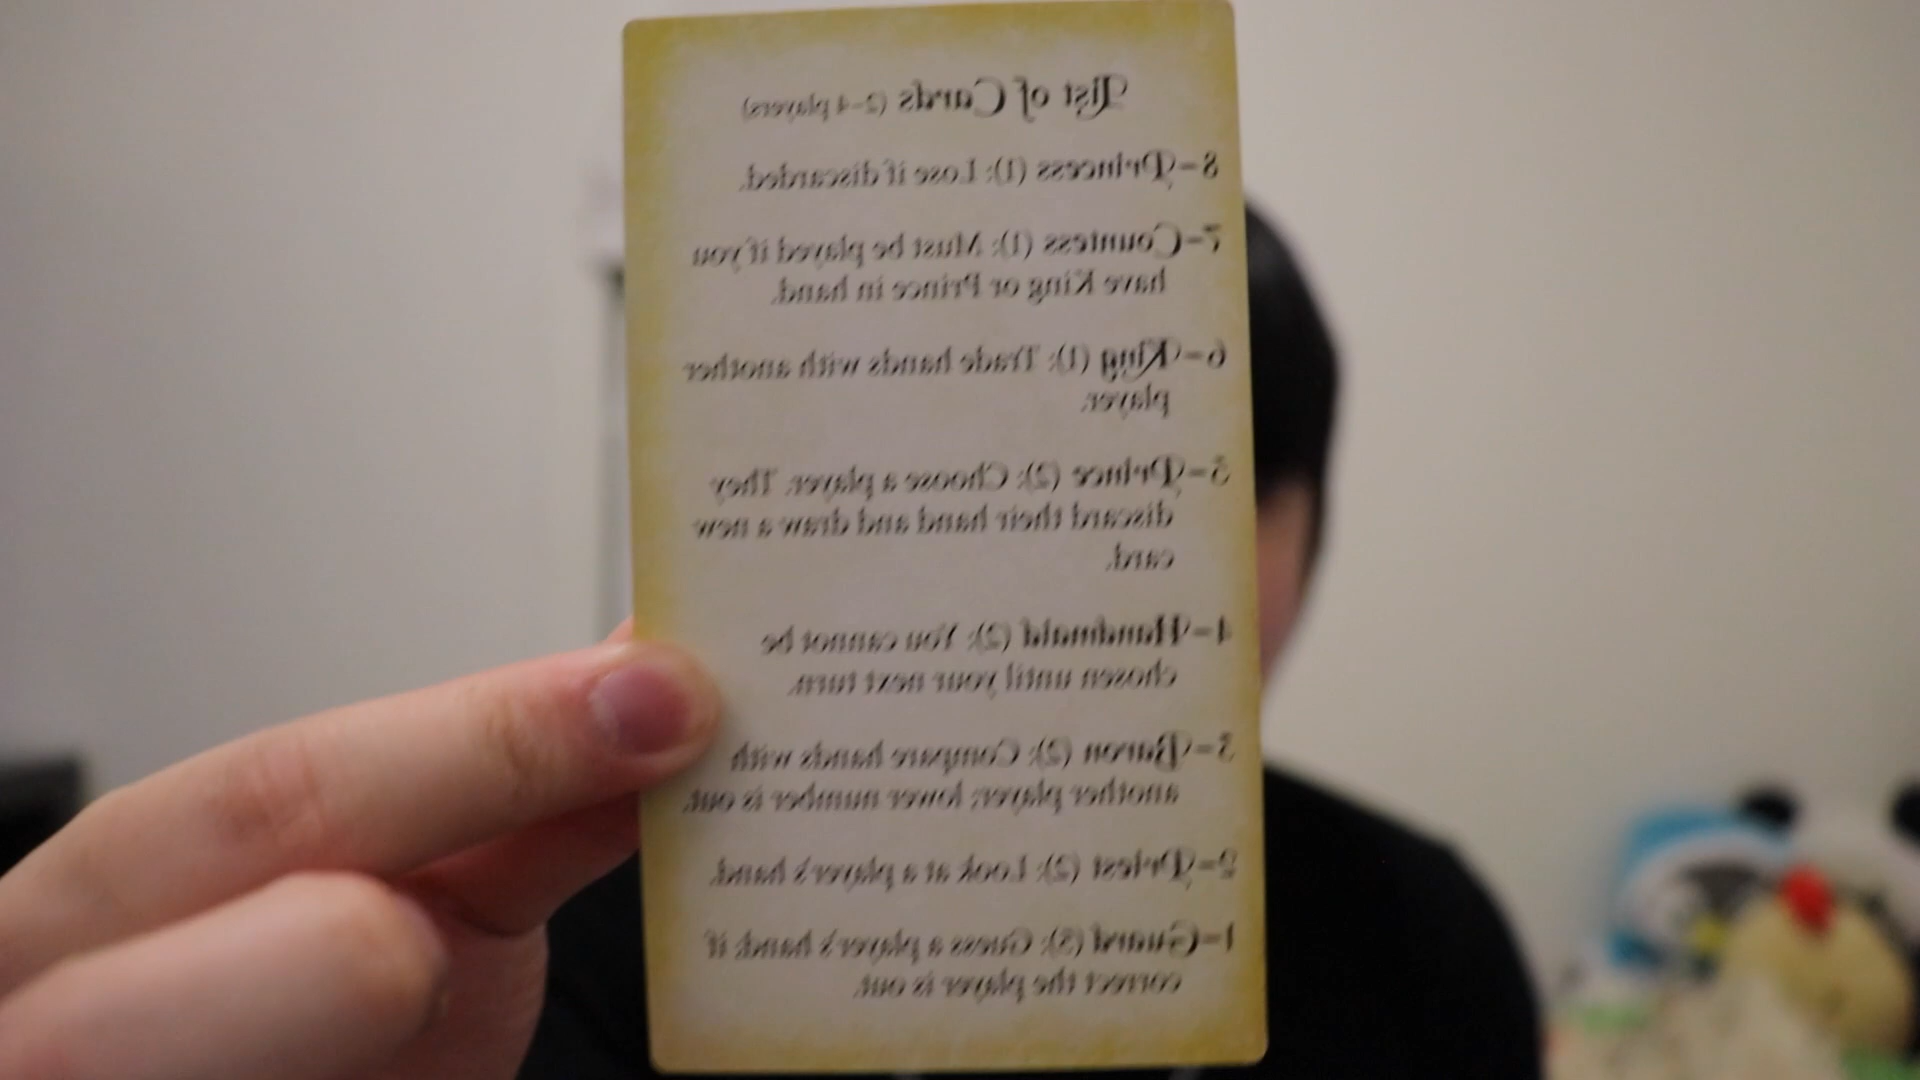 List of Cards (2-4 players)
8-Princess (1): Lose if discarded.
7-Countess (1): Must be played if you
have King or Prince in hand.
6-King (1): Trade hands with another
player.
5-Prince (2): Choose a player. They
discard their hand and draw a new
card.
4-Handmaid (2): You cannot be
chosen until your next turn.
3-Baron (2): Compare hands with
another player; lower number is out.
2-Priest (2): Look at a player's hand.
1-Guard (5): Guess a player's hand; if
correct the player is out.